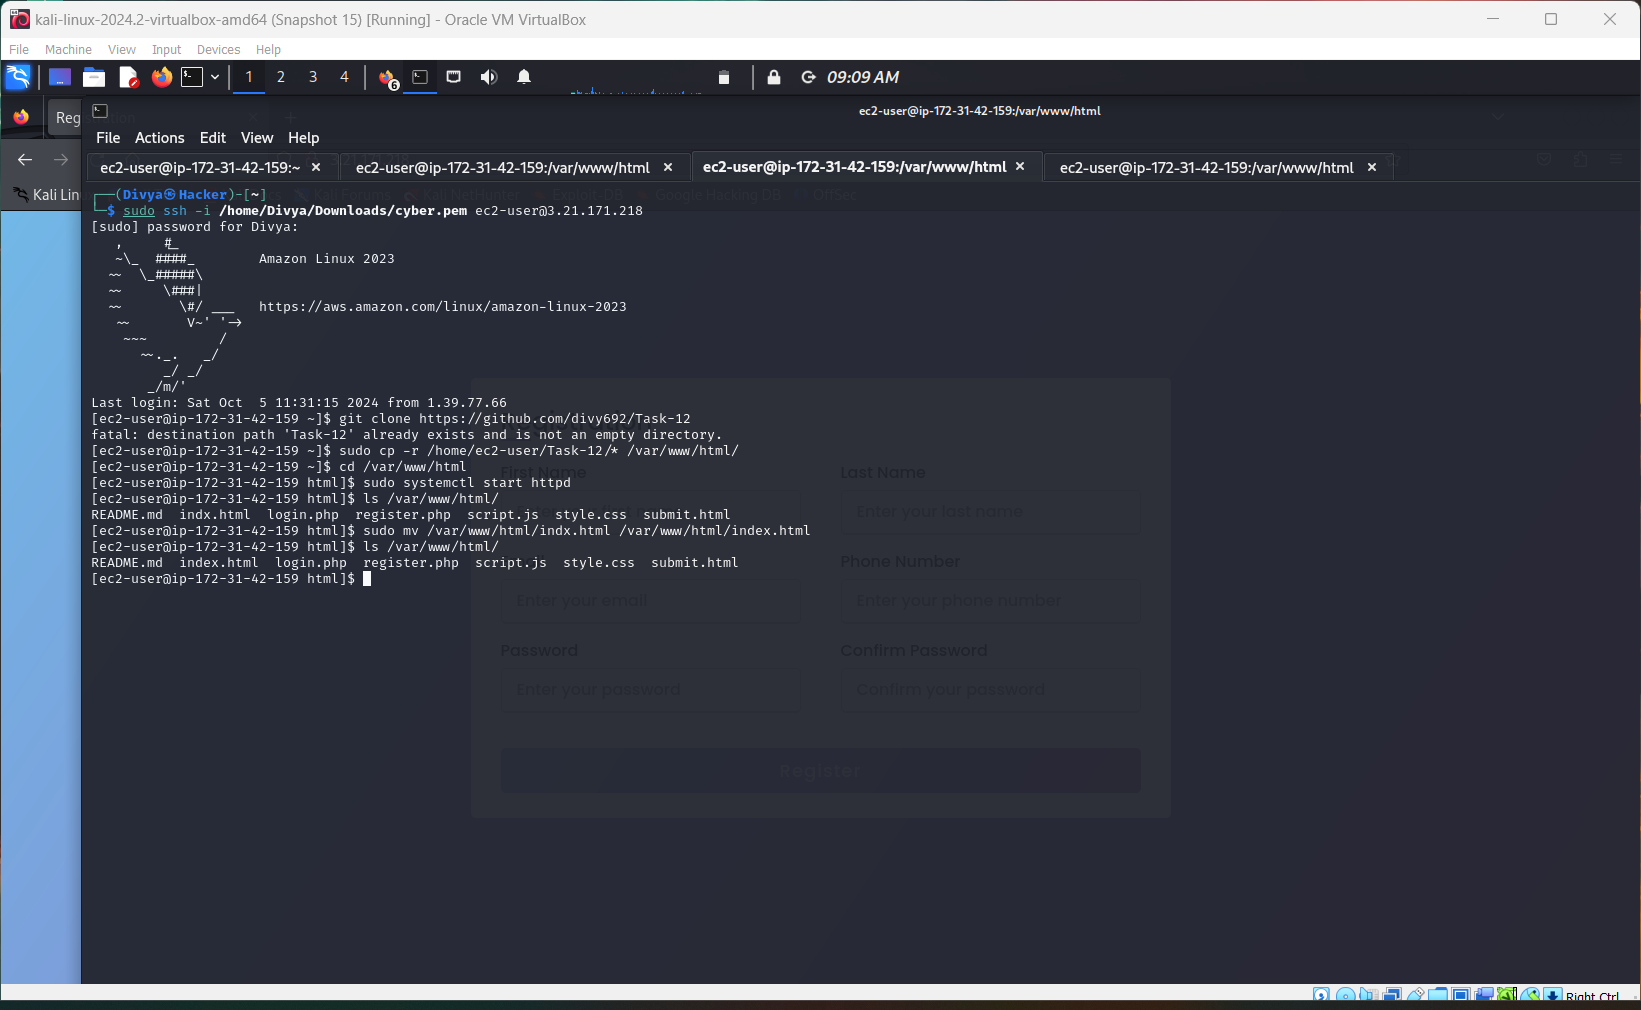 kali-linux-2024.2-virtualbox-amd64 (Snapshot 15) [Running] - Oracle VM VirtualBox
File Machine View Input Devices Help
1 2 3 4 6 09:09 AM
Registration
ec2-user@ip-172-31-42-159:/var/www/html
File Actions Edit View Help
ec2-user@ip-172-31-42-159:~ × ec2-user@ip-172-31-42-159:/var/www/html × ec2-user@ip-172-31-42-159:/var/www/html × ec2-user@ip-172-31-42-159:/var/www/html ×
Kali Forums Kali NetHunter Exploit-DB Google Hacking DB OffSec
┌──(Divya㉿Hacker)-[~]
└─$ sudo ssh -i /home/Divya/Downloads/cyber.pem ec2-user@3.21.171.218
[sudo] password for Divya:
   ,     #_
   ~\_  ####_        Amazon Linux 2023
  ~~  \_#####\
  ~~     \###|
  ~~       \#/ ___   https://aws.amazon.com/linux/amazon-linux-2023
   ~~       V~' '->
    ~~~         /
      ~~._.   _/
         _/ _/
       _/m/'
Last login: Sat Oct  5 11:31:15 2024 from 1.39.77.66
[ec2-user@ip-172-31-42-159 ~]$ git clone https://github.com/divy692/Task-12
fatal: destination path 'Task-12' already exists and is not an empty directory.
[ec2-user@ip-172-31-42-159 ~]$ sudo cp -r /home/ec2-user/Task-12/* /var/www/html/
[ec2-user@ip-172-31-42-159 ~]$ cd /var/www/html
[ec2-user@ip-172-31-42-159 html]$ sudo systemctl start httpd
[ec2-user@ip-172-31-42-159 html]$ ls /var/www/html/
README.md  indx.html  login.php  register.php  script.js  style.css  submit.html
[ec2-user@ip-172-31-42-159 html]$ sudo mv /var/www/html/indx.html /var/www/html/index.html
[ec2-user@ip-172-31-42-159 html]$ ls /var/www/html/
README.md  index.html  login.php  register.php  script.js  style.css  submit.html
[ec2-user@ip-172-31-42-159 html]$
First Name Last Name
Enter your last name
Phone Number
Enter your email Enter your phone number
Password Confirm Password
Enter your password Confirm your password
Register
Right Ctrl